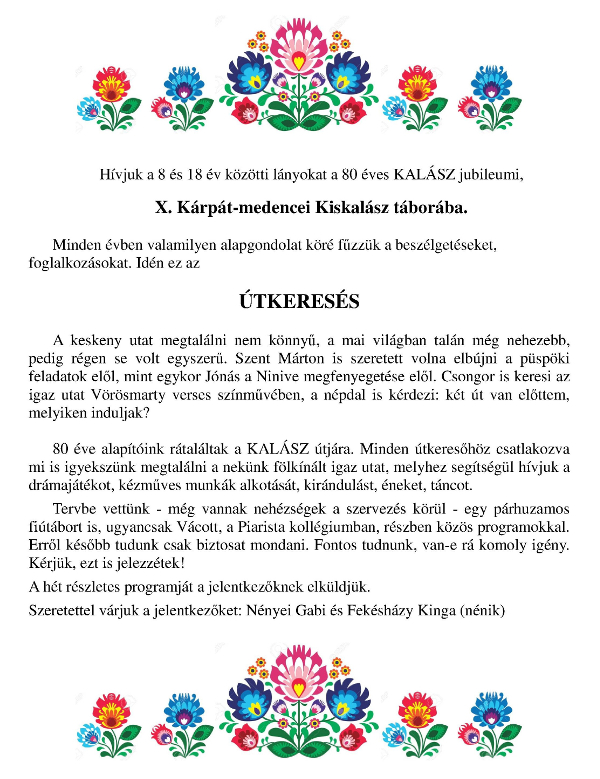 Hívjuk a 8 és 18 év közötti lányokat a 80 éves KALÁSZ jubileumi,
X. Kárpát-medencei Kiskalász táborába.
Minden évben valamilyen alapgondolat köré fűzzük a beszélgetéseket,
foglalkozásokat. Idén ez az
ÚTKERESÉS
A keskeny utat megtalálni nem könnyű, a mai világban talán még nehezebb,
pedig régen se volt egyszerű. Szent Márton is szeretett volna elbújni a püspöki
feladatok elől, mint egykor Jónás a Ninive megfenyegetése elől. Csongor is keresi az
igaz utat Vörösmarty verses színművében, a népdal is kérdezi: két út van előttem,
melyiken induljak?
80 éve alapítóink rátaláltak a KALÁSZ útjára. Minden útkeresőhöz csatlakozva
mi is igyekszünk megtalálni a nekünk fölkínált igaz utat, melyhez segítségül hívjuk a
drámajátékot, kézműves munkák alkotását, kirándulást, éneket, táncot.
Tervbe vettünk - még vannak nehézségek a szervezés körül - egy párhuzamos
fiútábort is, ugyancsak Vácott, a Piarista kollégiumban, részben közös programokkal.
Erről később tudunk csak biztosat mondani. Fontos tudnunk, van-e rá komoly igény.
Kérjük, ezt is jelezzétek!
A hét részletes programját a jelentkezőknek elküldjük.
Szeretettel várjuk a jelentkezőket: Nényei Gabi és Fekésházy Kinga (nénik)